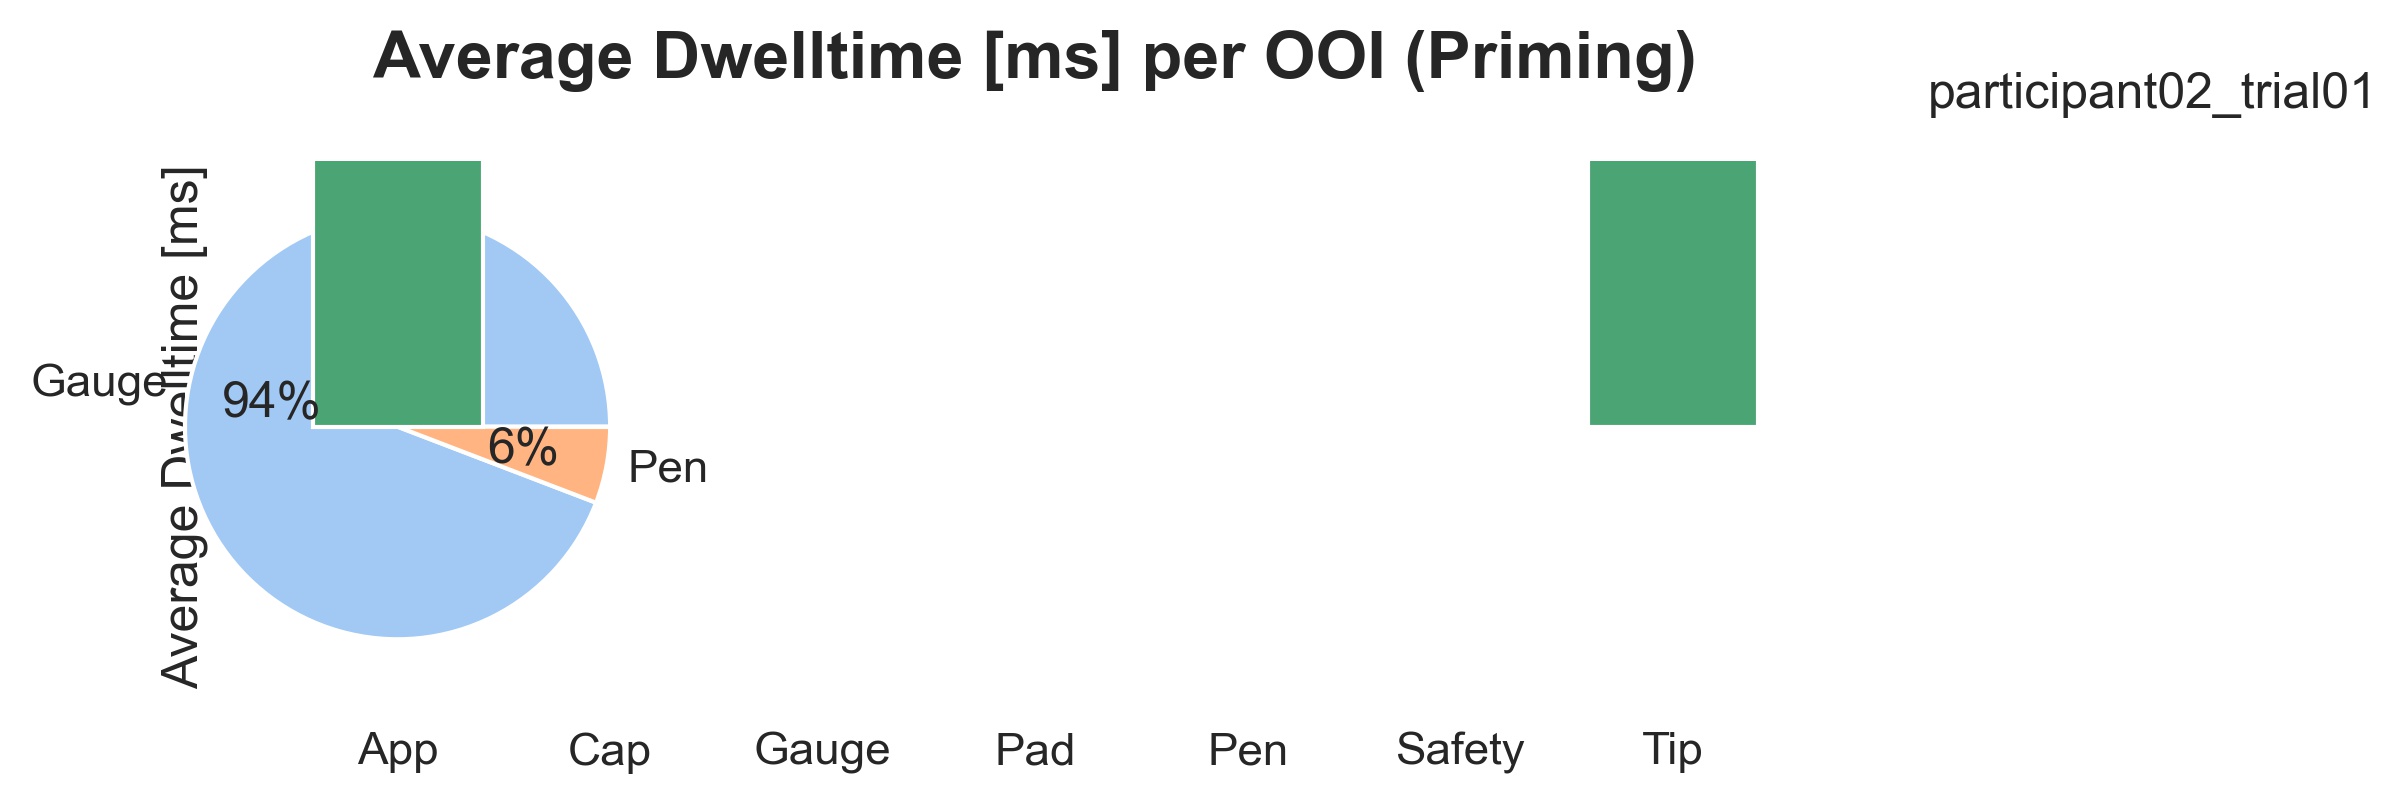 Average Dwelltime [ms] per OOI (Priming)
participant02_trial01
Average Dwelltime [ms]
Gauge
94%
6%
Pen
App
Cap
Gauge
Pad
Pen
Safety
Tip